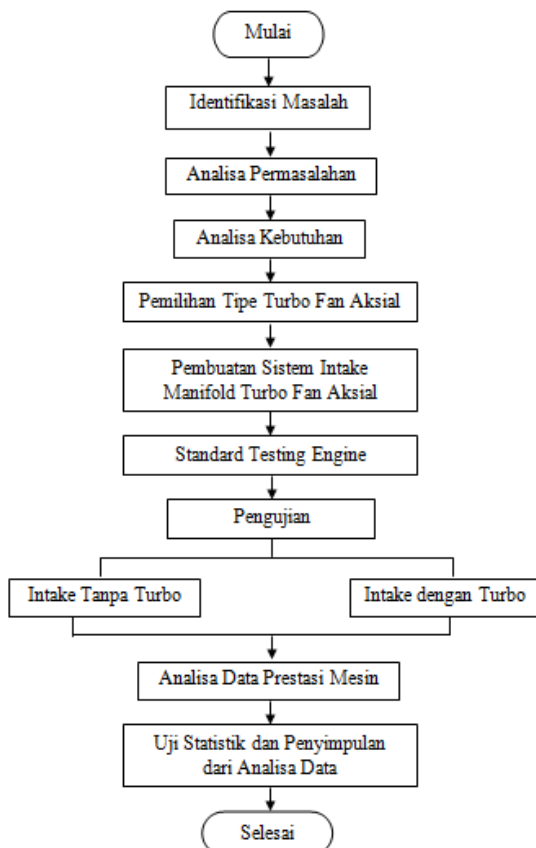 Mulai
Identifikasi Masalah
Analisa Permasalahan
Analisa Kebutuhan
Pemilihan Tipe Turbo Fan Aksial
Pembuatan Sistem Intake
Manifold Turbo Fan Aksial
Standard Testing Engine
Pengujian
Intake Tanpa Turbo
Intake dengan Turbo
Analisa Data Prestasi Mesin
Uji Statistik dan Penyimpulan
dari Analisa Data
Selesai